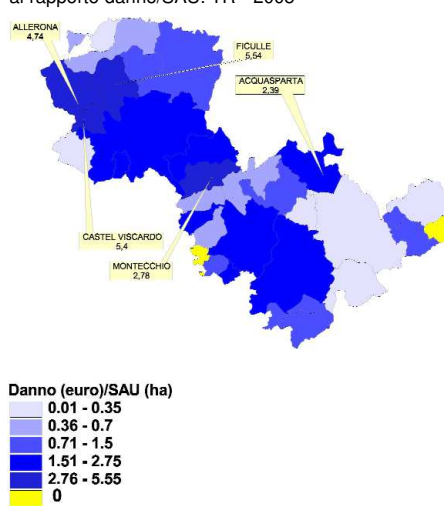 al rapporto danno/SAU. TR - 2008
ALLERONA
4,74
FICULLE
5,54
ACQUASPARTA
2,39
CASTEL VISCARDO
5,4
MONTECCHIO
2,78
Danno (euro)/SAU (ha)
0.01 - 0.35
0.36 - 0.7
0.71 - 1.5
1.51 - 2.75
2.76 - 5.55
0